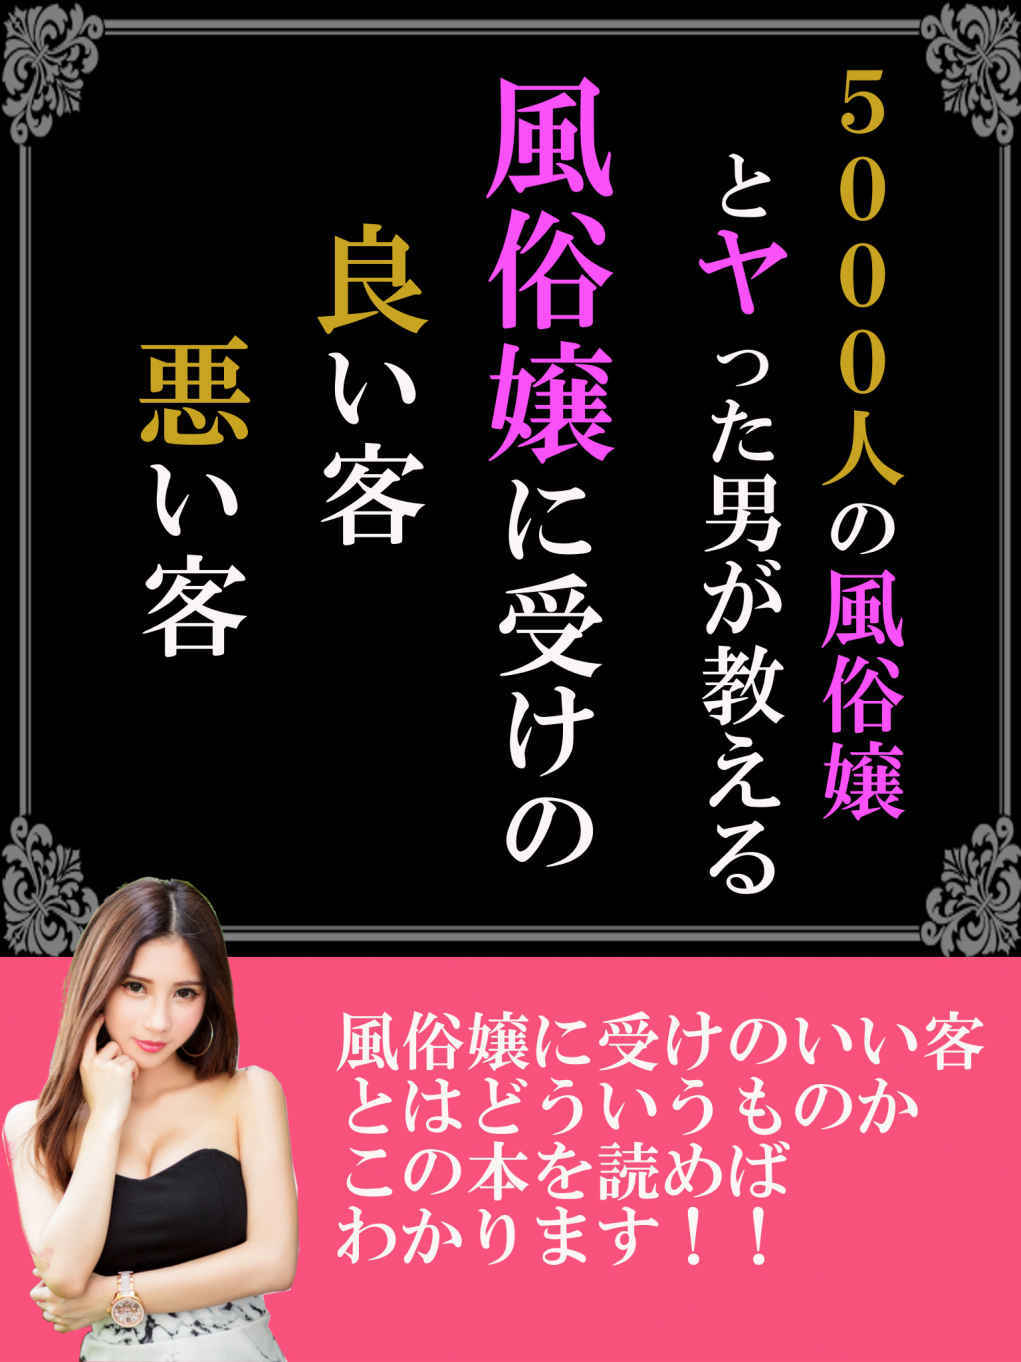 5000人の風俗嬢
とヤった男が教える
風俗嬢に受けの
良い客
悪い客
風俗嬢に受けのいい客
とはどういうものか
この本を読めば
わかります！！